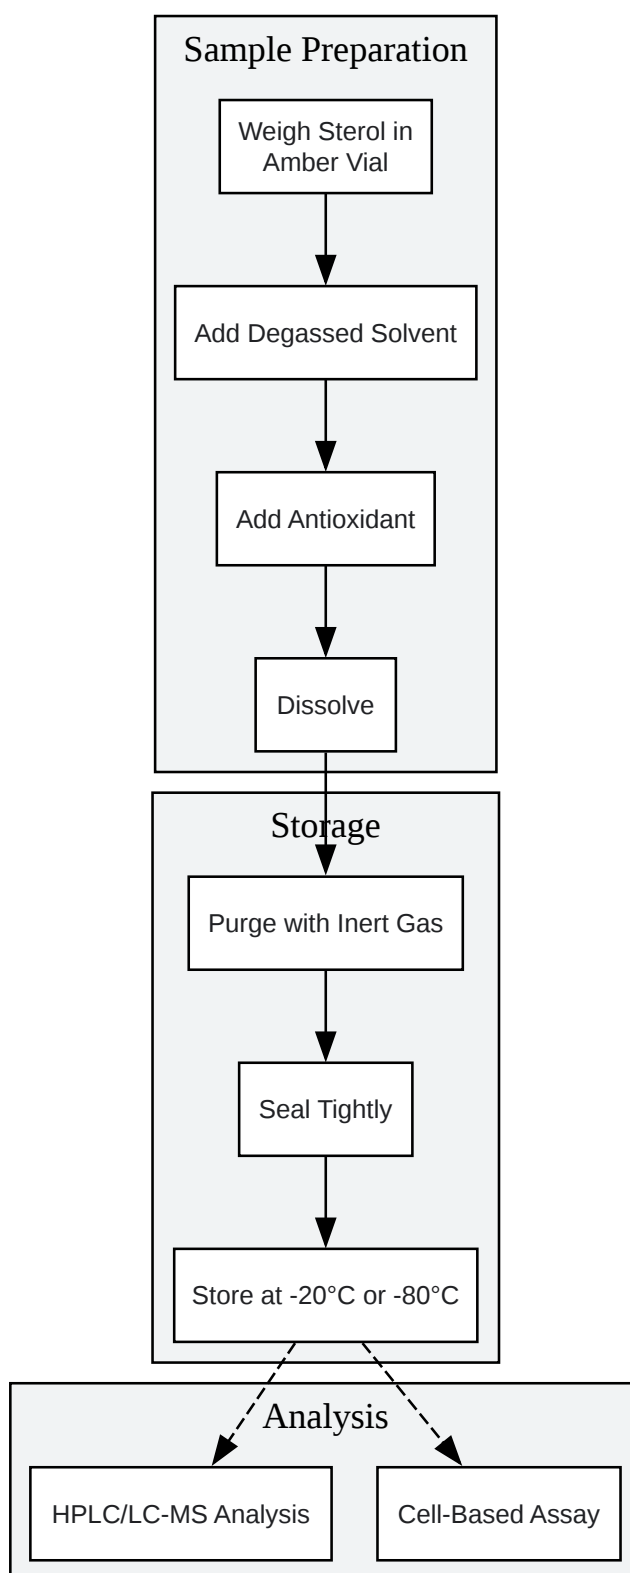 Sample Preparation
Weigh Sterol in
Amber Vial
Add Degassed Solvent
Add Antioxidant
Dissolve
Storage
Purge with Inert Gas
Seal Tightly
Store at -20°C or -80°C
Analysis
HPLC/LC-MS Analysis
Cell-Based Assay